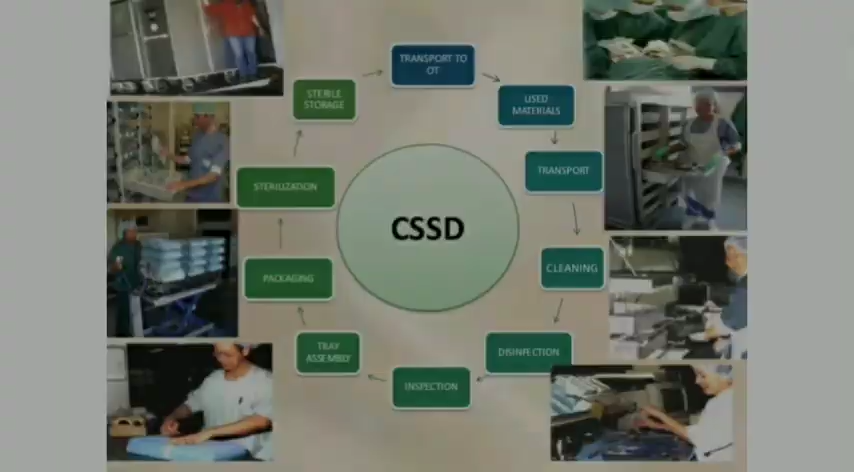 TRANSPORT TO
OT
STERILE
STORAGE
USED
MATERIALS
TRANSPORT
STERILIZATION
CSSD
CLEANING
PACKAGING
TRAY
ASSEMBLY
DISINFECTION
INSPECTION